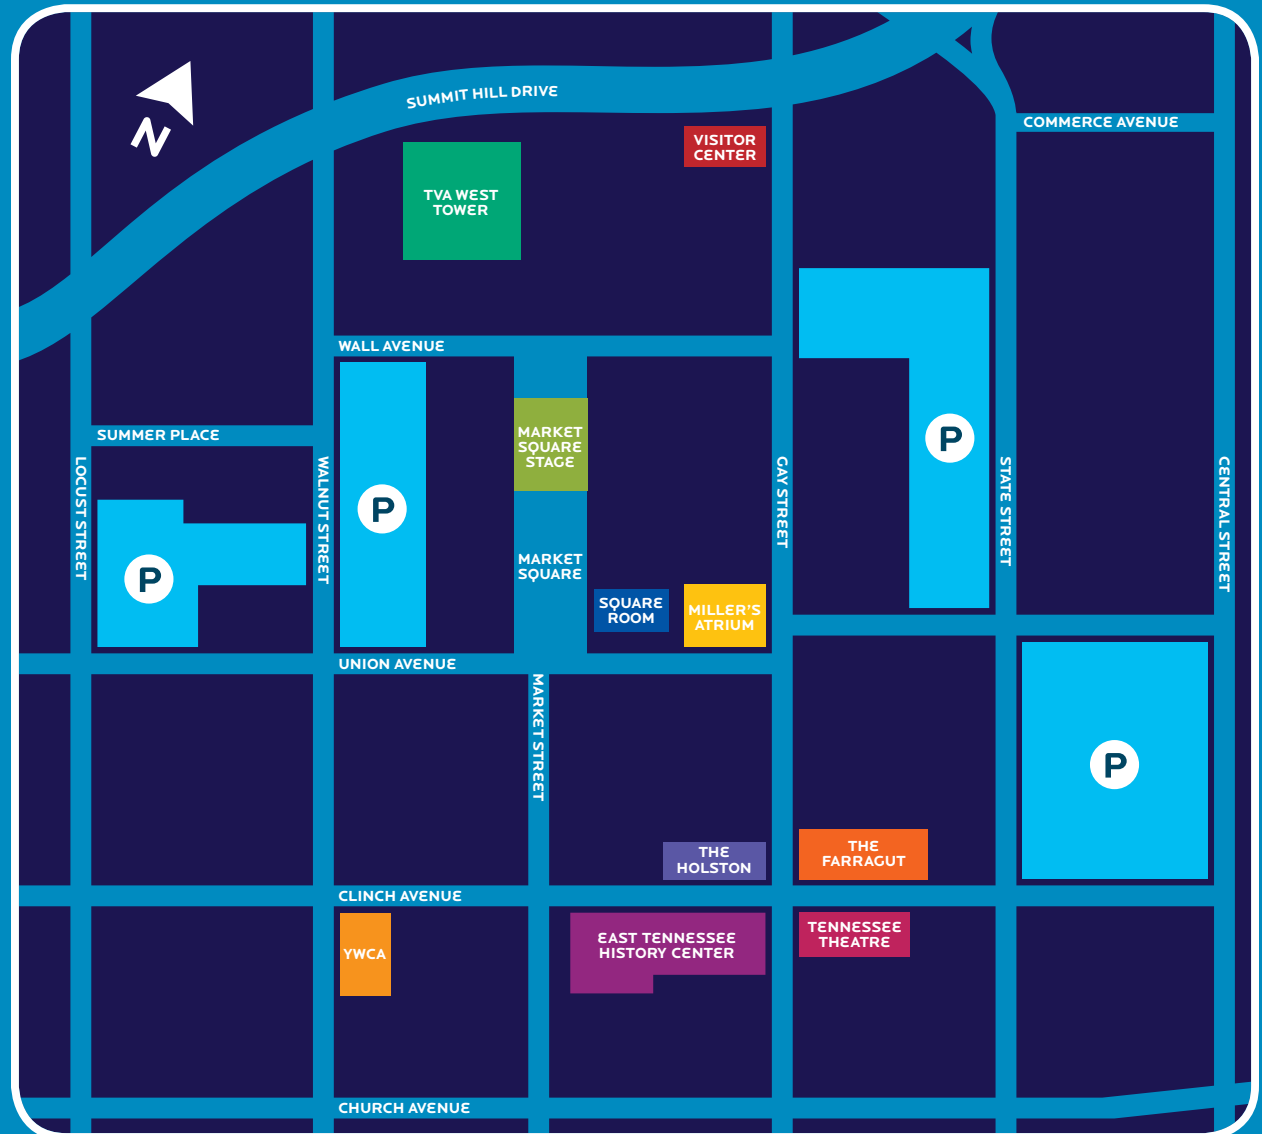 SUMMIT HILL DRIVE
N
COMMERCE AVENUE
VISITOR
CENTER
TVA WEST
TOWER
WALL AVENUE
SUMMER PLACE
MARKET
SQUARE
STAGE
P
LOCUST STREET
WALNUT STREET
GAY STREET
STATE STREET
CENTRAL STREET
P
MARKET
SQUARE
P
SQUARE
ROOM
MILLER'S
ATRIUM
UNION AVENUE
MARKET STREET
P
THE
HOLSTON
THE
FARRAGUT
CLINCH AVENUE
YWCA
EAST TENNESSEE
HISTORY CENTER
TENNESSEE
THEATRE
CHURCH AVENUE